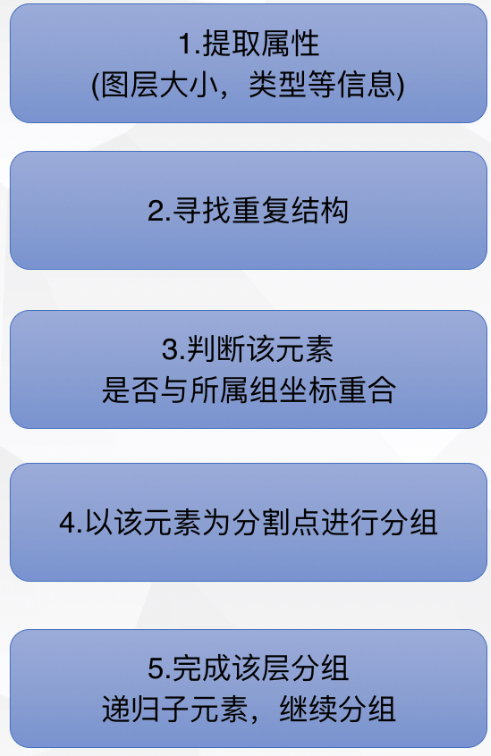 1.提取属性
(图层大小，类型等信息)
2.寻找重复结构
3.判断该元素
是否与所属组坐标重合
4.以该元素为分割点进行分组
5.完成该层分组
递归子元素，继续分组